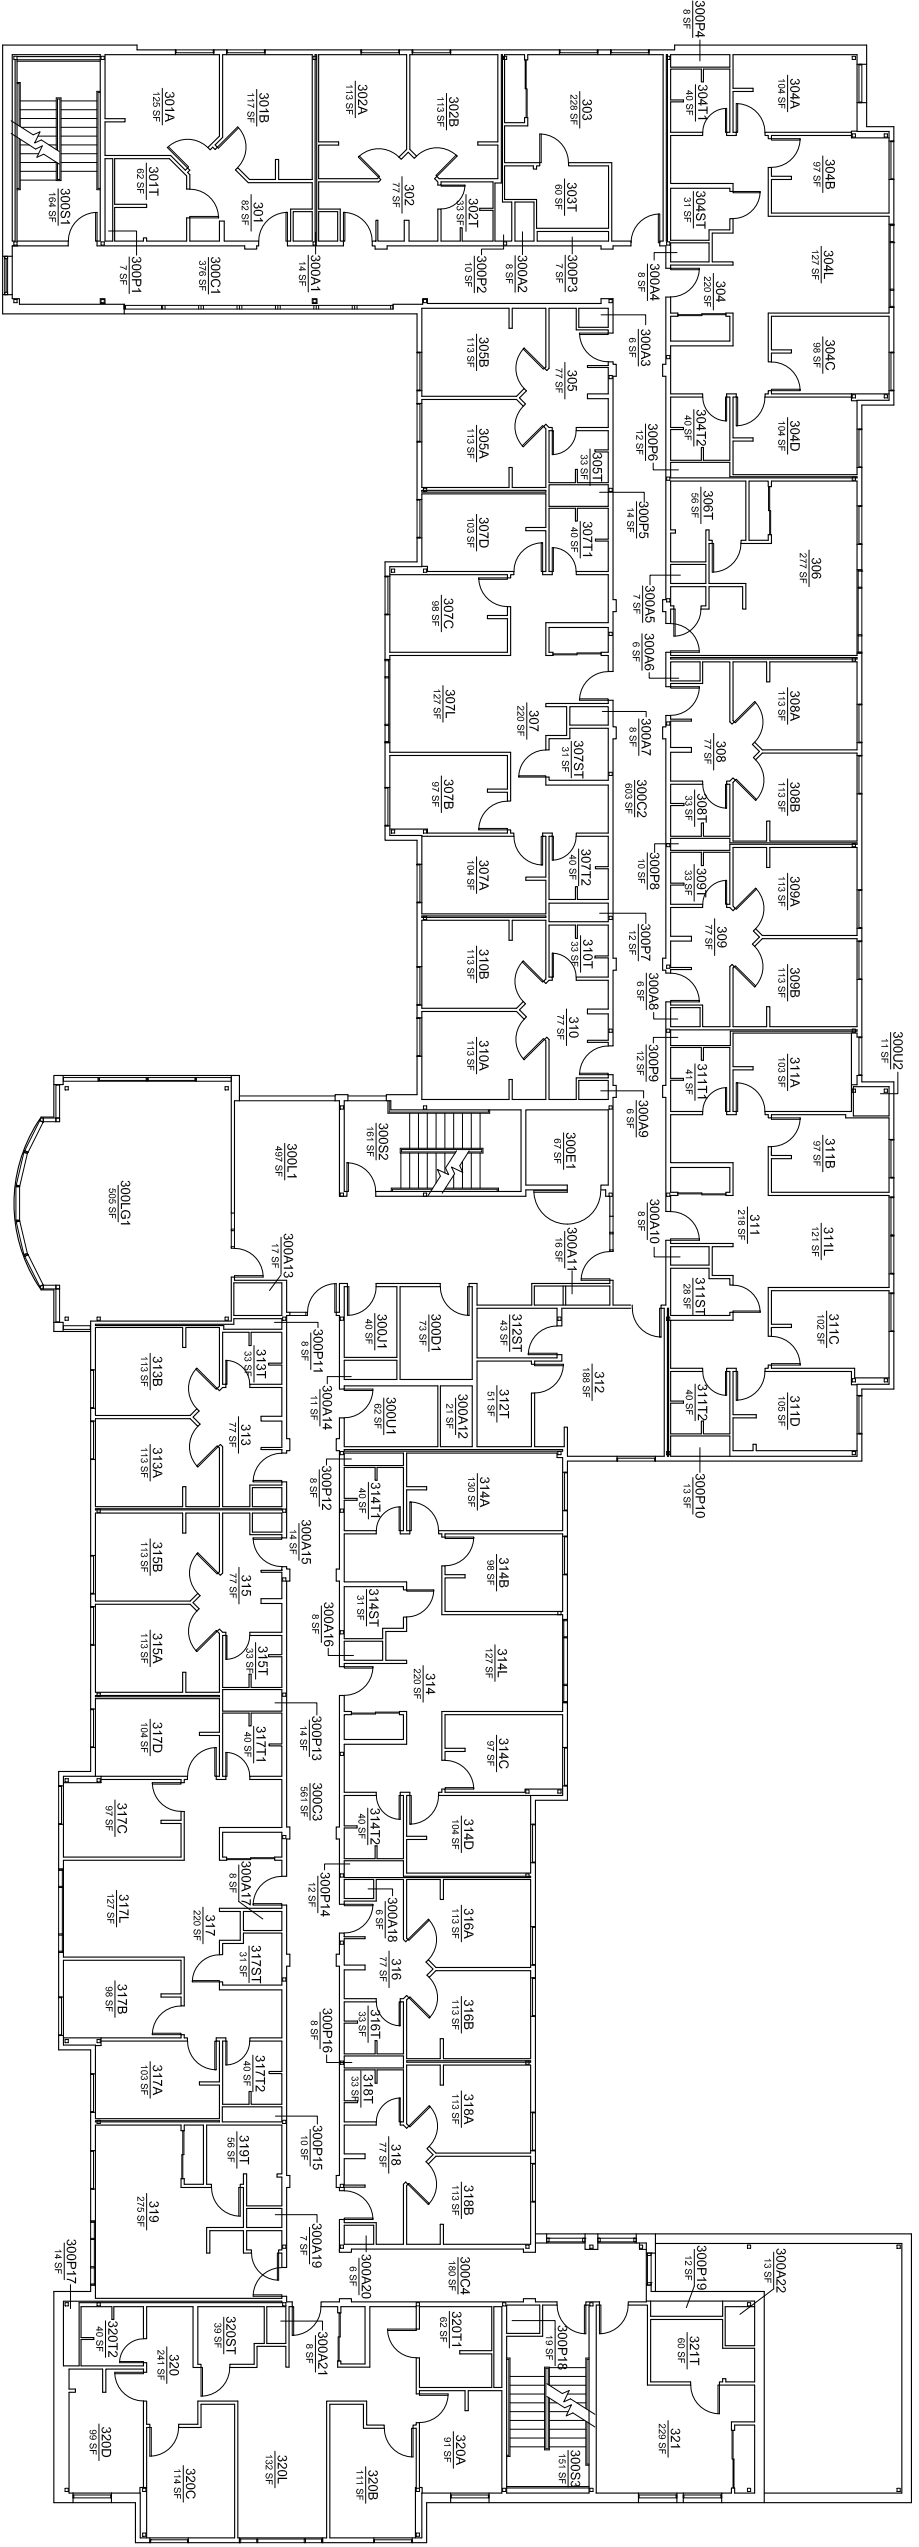 300P4
8 SF
304A
104 SF
304T1
40 SF
303
228 SF
302B
113 SF
302A
113 SF
301B
117 SF
301A
125 SF
304B
97 SF
304ST
31 SF
303T
60 SF
302T
33 SF
302
77 SF
301
82 SF
301T
62 SF
300S1
164 SF
304L
127 SF
304
220 SF
300A4
8 SF
300P3
7 SF
300A2
8 SF
300P2
10 SF
300A1
14 SF
300C1
376 SF
300P1
7 SF
304C
98 SF
300A3
6 SF
305
77 SF
305B
113 SF
304D
104 SF
304T2
40 SF
300P6
12 SF
305T
33 SF
305A
113 SF
306
277 SF
306T
56 SF
300P5
14 SF
307T1
40 SF
307D
103 SF
300A5
7 SF
307C
98 SF
300A6
6 SF
308A
113 SF
308
77 SF
300A7
8 SF
307
220 SF
307L
127 SF
307ST
31 SF
308B
113 SF
308T
33 SF
300C2
603 SF
307B
97 SF
300P8
10 SF
309A
113 SF
309T
33 SF
307T2
40 SF
307A
104 SF
309
77 SF
300P7
12 SF
309B
113 SF
300A8
6 SF
310T
33 SF
310B
113 SF
310
77 SF
310A
113 SF
300U2
11 SF
311A
103 SF
311T1
41 SF
300P9
12 SF
300A9
6 SF
311B
97 SF
300E1
67 SF
300S2
161 SF
300L1
497 SF
300LG1
505 SF
311L
121 SF
311
218 SF
300A10
8 SF
300A11
16 SF
300A13
17 SF
311ST
28 SF
311C
102 SF
312ST
43 SF
300D1
73 SF
300J1
40 SF
300P11
8 SF
313T
33 SF
313B
113 SF
312
188 SF
311D
105 SF
311T2
40 SF
312T
51 SF
300A12
21 SF
300U1
62 SF
300A14
11 SF
313
77 SF
313A
113 SF
300P10
13 SF
314A
130 SF
314T1
40 SF
300P12
8 SF
300A15
14 SF
315
77 SF
315B
113 SF
314B
98 SF
314ST
31 SF
300A16
8 SF
315T
33 SF
315A
113 SF
314L
127 SF
314
220 SF
300P13
14 SF
317T1
40 SF
317D
104 SF
314C
97 SF
300C3
561 SF
317C
97 SF
314D
104 SF
314T2
40 SF
300P14
12 SF
300A17
8 SF
317
220 SF
317L
127 SF
300A18
6 SF
316A
113 SF
316
77 SF
317ST
31 SF
316B
113 SF
316T
33 SF
300P16
8 SF
317B
98 SF
318A
113 SF
318T
33 SF
317T2
40 SF
317A
103 SF
318
77 SF
300P15
10 SF
318B
113 SF
319T
56 SF
319
275 SF
300A19
7 SF
300A20
6 SF
300C4
180 SF
300P17
14 SF
300A22
13 SF
300P19
12 SF
300P18
19 SF
320T1
62 SF
300A21
8 SF
320ST
39 SF
320
241 SF
320T2
40 SF
321T
60 SF
321
229 SF
300S3
151 SF
320A
91 SF
320B
111 SF
320L
132 SF
320C
114 SF
320D
99 SF